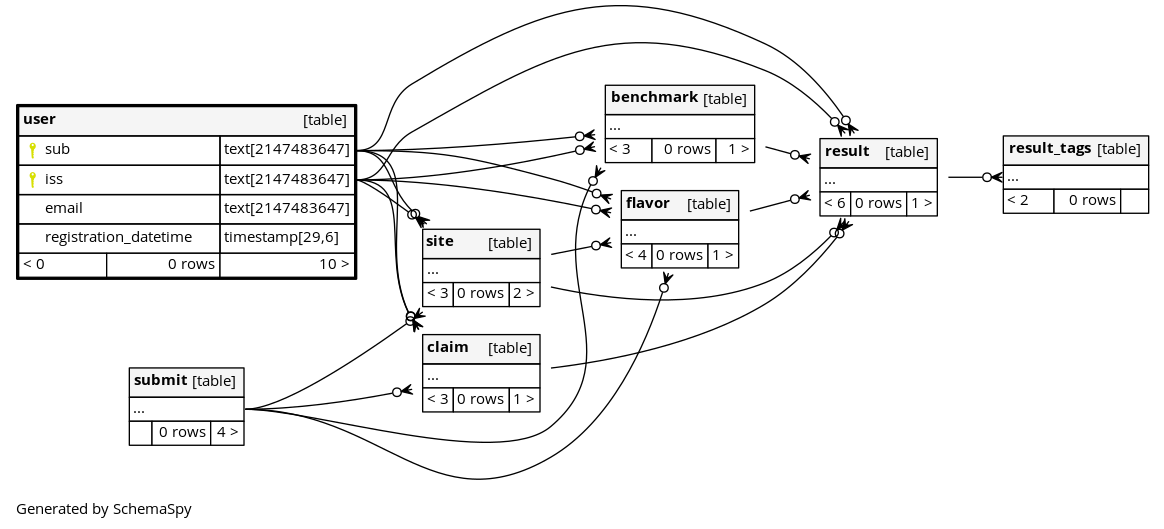 user [table]
sub text[2147483647]
iss text[2147483647]
email text[2147483647]
registration_datetime timestamp[29,6]
< 0 0 rows 10 >
benchmark [table]
...
< 3 0 rows 1 >
result [table]
...
< 6 0 rows 1 >
result_tags [table]
...
< 2 0 rows
flavor [table]
...
< 4 0 rows 1 >
site [table]
...
< 3 0 rows 2 >
claim [table]
...
< 3 0 rows 1 >
submit [table]
...
0 rows 4 >
Generated by SchemaSpy